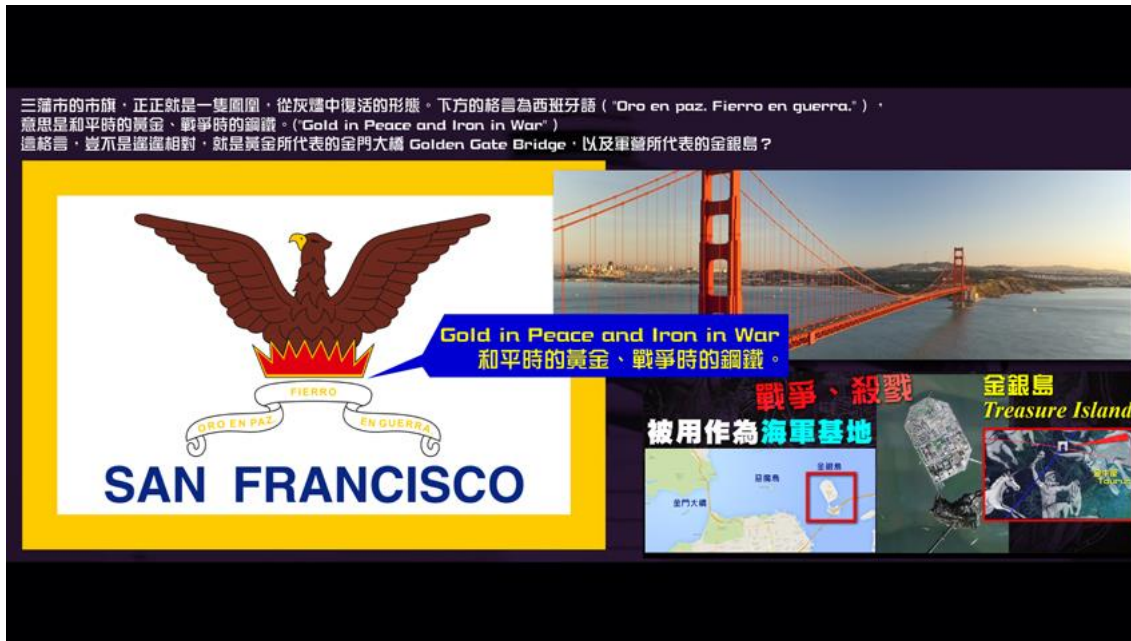 三藩市的市旗,正正就是一隻鳳凰,從灰燼中復活的形態。下方的格言為西班牙語("Oro en paz. Fierro en guerra."),
意思是和平時的黃金、戰爭時的鋼鐵。("Gold in Peace and Iron in War")
這格言,豈不是遙遙相對,就是黃金所代表的金門大橋 Golden Gate Bridge,以及軍營所代表的金銀島?
FIERRO
ORO EN PAZ
EN GUERRA
SAN FRANCISCO
Gold in Peace and Iron in War
和平時的黃金、戰爭時的鋼鐵。
戰爭、殺戮
被用作為海軍基地
金銀島
惡魔島
金門大橋
金銀島
Treasure Island
Taurus